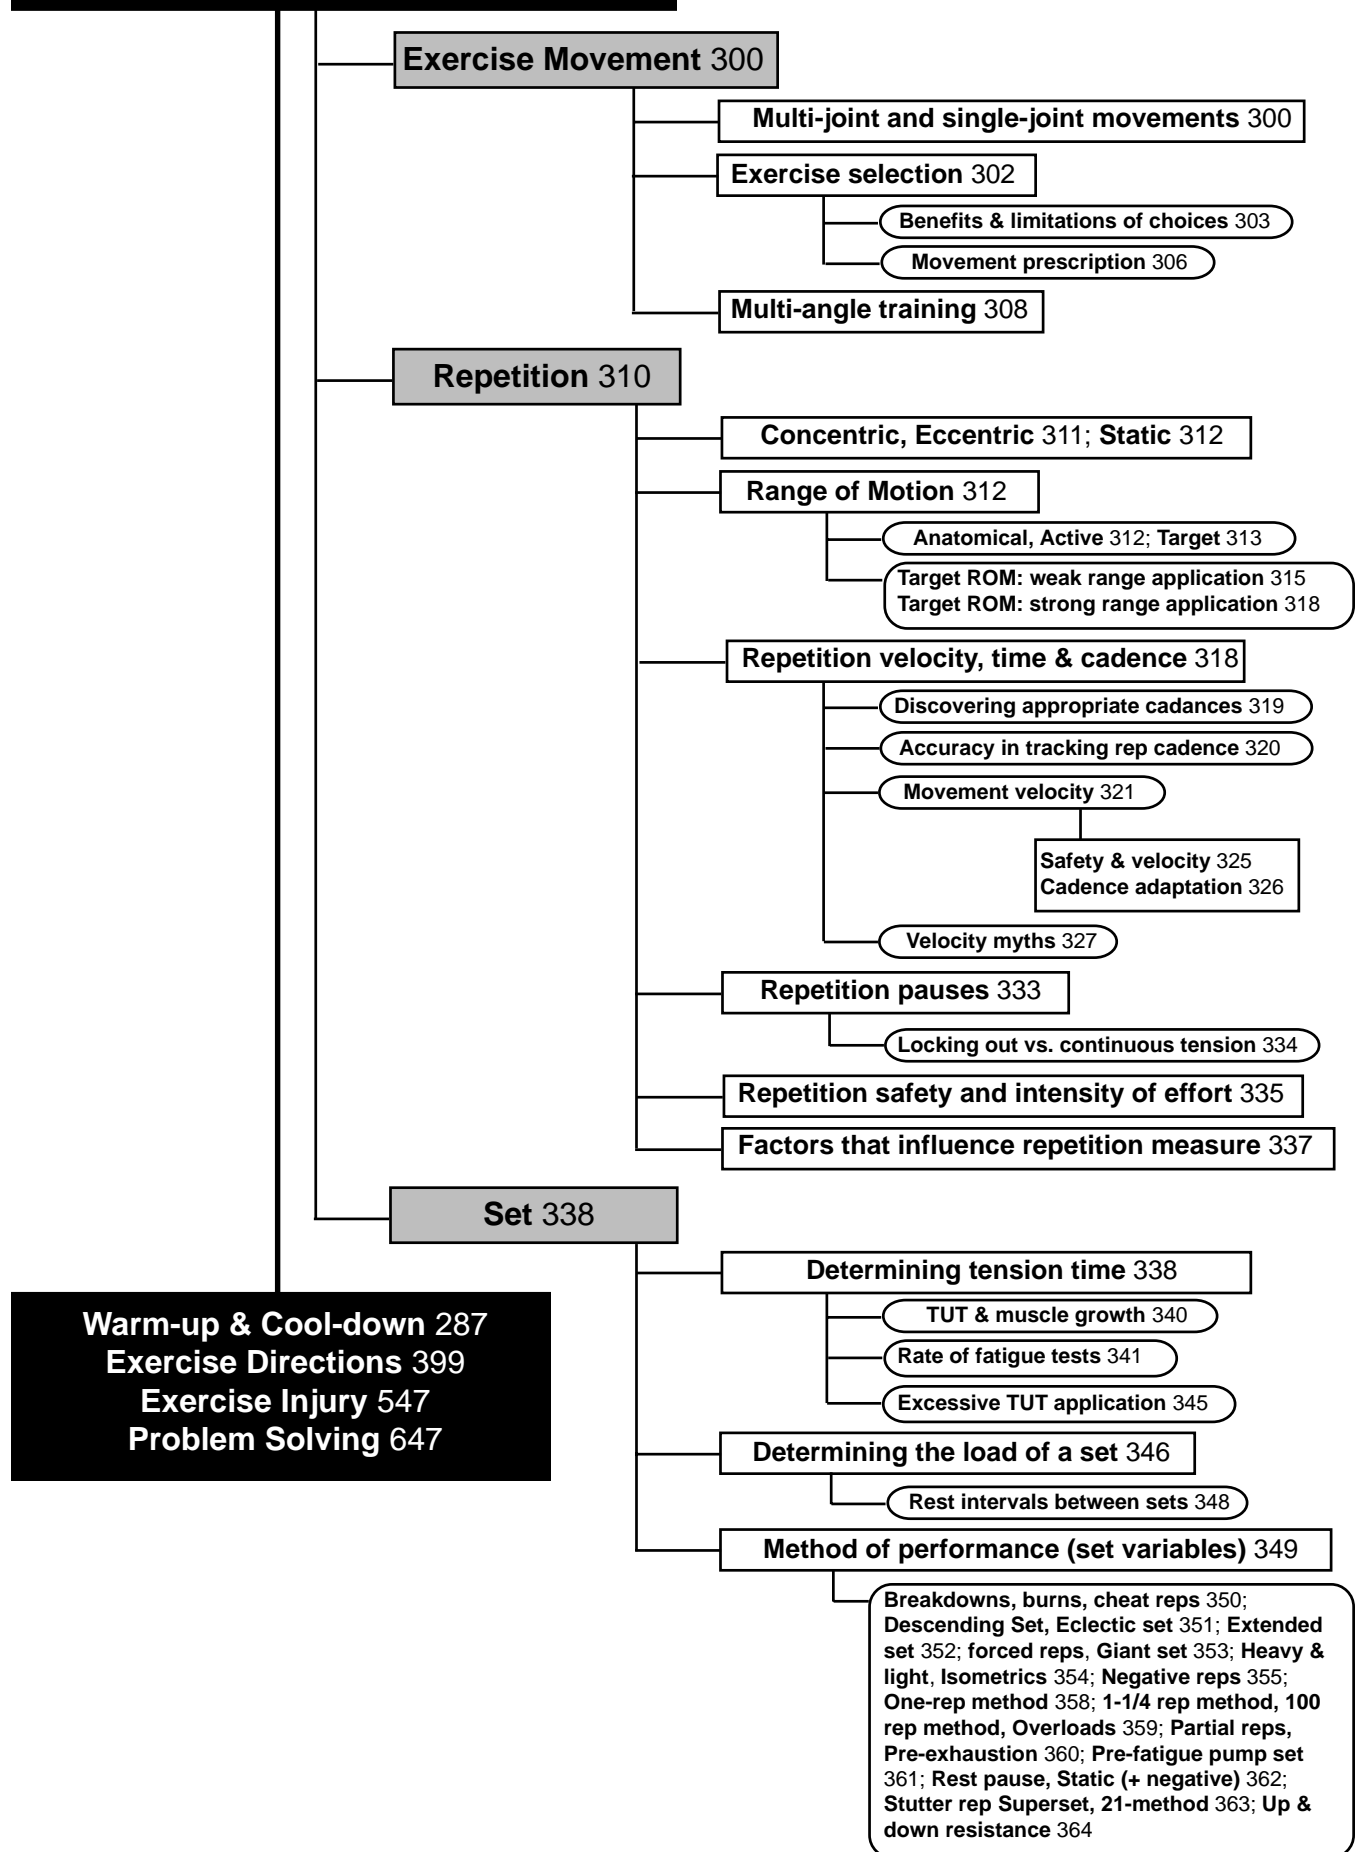 Exercise Movement 300
Multi-joint and single-joint movements 300
Exercise selection 302
Benefits & limitations of choices 303
Movement prescription 306
Multi-angle training 308
Repetition 310
Concentric, Eccentric 311; Static 312
Range of Motion 312
Anatomical, Active 312; Target 313
Target ROM: weak range application 315
Target ROM: strong range application 318
Repetition velocity, time & cadence 318
Discovering appropriate cadances 319
Accuracy in tracking rep cadence 320
Movement velocity 321
Safety & velocity 325
Cadence adaptation 326
Velocity myths 327
Repetition pauses 333
Locking out vs. continuous tension 334
Repetition safety and intensity of effort 335
Factors that influence repetition measure 337
Set 338
Determining tension time 338
TUT & muscle growth 340
Rate of fatigue tests 341
Excessive TUT application 345
Determining the load of a set 346
Rest intervals between sets 348
Method of performance (set variables) 349
Breakdowns, burns, cheat reps 350;
Descending Set, Eclectic set 351; Extended
set 352; forced reps, Giant set 353; Heavy &
light, Isometrics 354; Negative reps 355;
One-rep method 358; 1-1/4 rep method, 100
rep method, Overloads 359; Partial reps,
Pre-exhaustion 360; Pre-fatigue pump set
361; Rest pause, Static (+ negative) 362;
Stutter rep Superset, 21-method 363; Up &
down resistance 364
Warm-up & Cool-down 287
Exercise Directions 399
Exercise Injury 547
Problem Solving 647